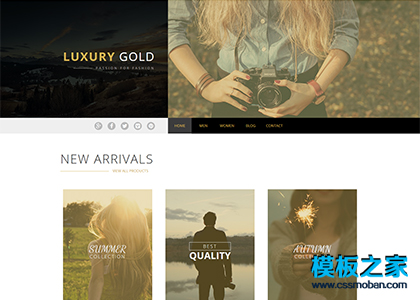 LUXURY GOLD
PASSION FOR FASHION
HOME MEN WOMEN BLOG CONTACT
NEW ARRIVALS
VIEW ALL PRODUCTS
SUMMER
COLLECTION
BEST
QUALITY
AUTUMN
COLLECTION
模板之家
www.cssmoban.com